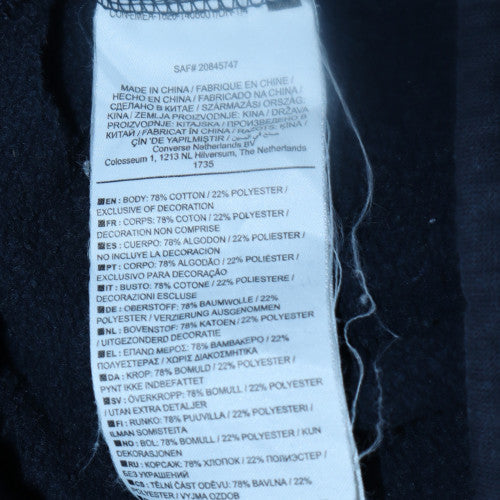 SAF# 20845747
MADE IN CHINA / FABRIQUE EN CHINE /
HECHO EN CHINA / FABRICADO NA CHINA /
СДЕЛАНО В КИТАЕ / SZÁRMAZÁSI ORSZÁG:
KÍNA / ZEMLJA PROIZVODNJE: KINA / DRŽAVA
PROIZVODNJE: KITAJSKA / ПРОИЗВЕДЕНО В
КИТАЙ / FABRICAT ÎN CHINA /
ÇİN 'DE YAPILMIŞTIR /
Converse Netherlands BV
Colosseum 1, 1213 NL Hilversum, The Netherlands
1735
EN: BODY: 78% COTTON / 22% POLYESTER /
EXCLUSIVE OF DECORATION
FR: CORPS: 78% COTON / 22% POLYESTER /
DECORATION NON COMPRISE
ES: CUERPO: 78% ALGODON / 22% POLIESTER /
NO INCLUYE LA DECORACION
PT: CORPO: 78% ALGODÃO / 22% POLIESTER /
EXCLUSIVO PARA DECORAÇÃO
IT: BUSTO: 78% COTONE / 22% POLIESTERE /
DECORAZIONI ESCLUSE
DE: OBERSTOFF: 78% BAUMWOLLE / 22%
POLYESTER / VERZIERUNG AUSGENOMMEN
NL: BOVENSTOF: 78% KATOEN / 22% POLYESTER
/ UITGEZONDERD DECORATIE
EL: ΕΠΑΝΩ ΜΕΡΟΣ: 78% ΒΑΜΒΑΚΕΡΟ / 22%
ΠΟΛΥΕΣΤΕΡΑΣ / ΧΩΡΙΣ ΔΙΑΚΟΣΜΗΤΙΚΑ
DA: KROP: 78% BOMULD / 22% POLYESTER /
PYNT IKKE INDBEFATTET
SV: ÖVERKROPP: 78% BOMULL / 22% POLYESTER
/ UTAN EXTRA DETALJER
FI: RUNKO: 78% PUUVILLA / 22% POLYESTERI /
ILMAN SOMISTEITA
NO: BOL: 78% BOMULL / 22% POLYESTER /
DEKORASJONEN
RU: КОРСАЖ: 78% ХЛОПОК / 22% ПОЛИЭСТЕР /
БЕЗ УКРАШЕНИЙ
CS: TĚLNÍ ČÁST ODĚVU: 78% BAVLNA / 22%
POLYESTER / VYJMA OZDOB